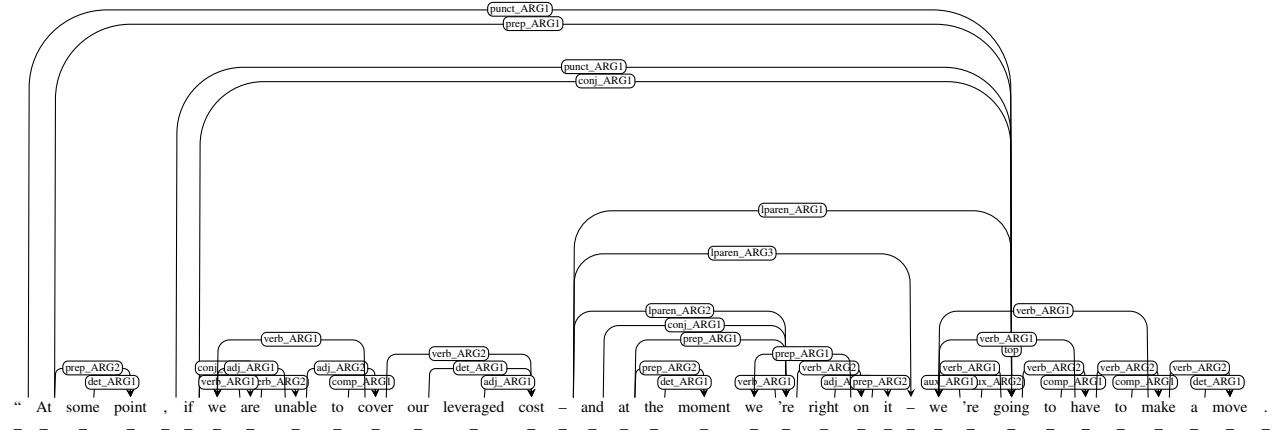 punct_ARG1
prep_ARG1
punct_ARG1
conj_ARG1
lparen_ARG1
lparen_ARG3
lparen_ARG2 verb_ARG1
conj_ARG1
verb_ARG1 prep_ARG1 verb_ARG1
top
verb_ARG2 prep_ARG1
prep_ARG2 adj_ARG1 adj_ARG2 det_ARG1 prep_ARG2 verb_ARG2 verb_ARG1 verb_ARG2 verb_ARG2 verb_ARG2
det_ARG1 verb_ARG1 comp_ARG1 adj_ARG1 det_ARG1 verb_ARG1 prep_ARG2 aux_ARG1 comp_ARG1 comp_ARG1 det_ARG1
“ At some point , if we are unable to cover our leveraged cost – and at the moment we 're right on it – we 're going to have to make a move .
_ _ _ _ _ _ _ _ _ _ _ _ _ _ _ _ _ _ _ _ _ _ _ _ _ _ _ _ _ _ _ _ _ _ _